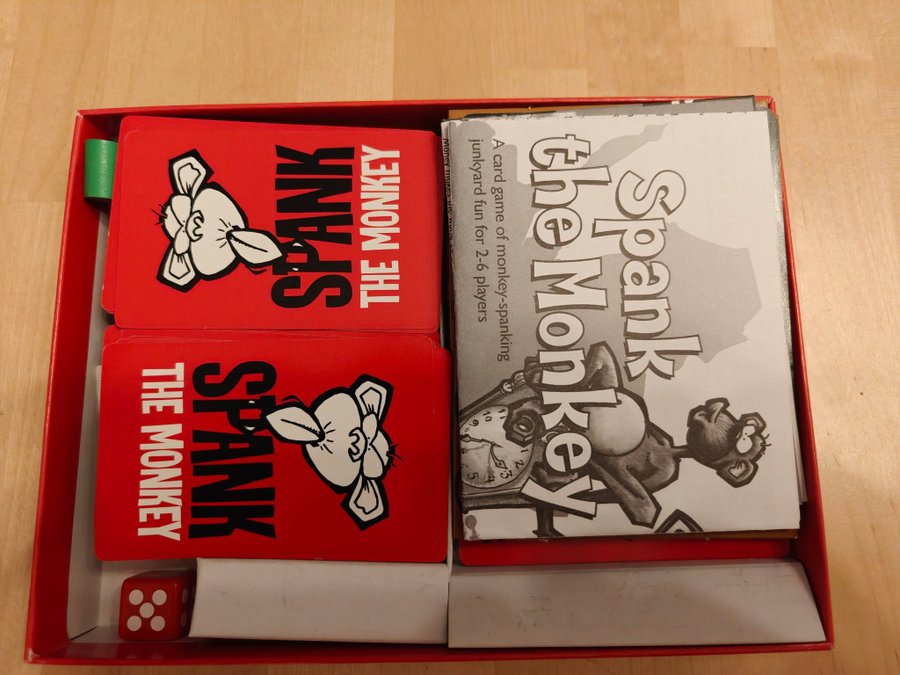 SPANK
THE MONKEY
SPANK
THE MONKEY
Spank
the Monkey
A card game of monkey-spanking
junkyard fun for 2-6 players